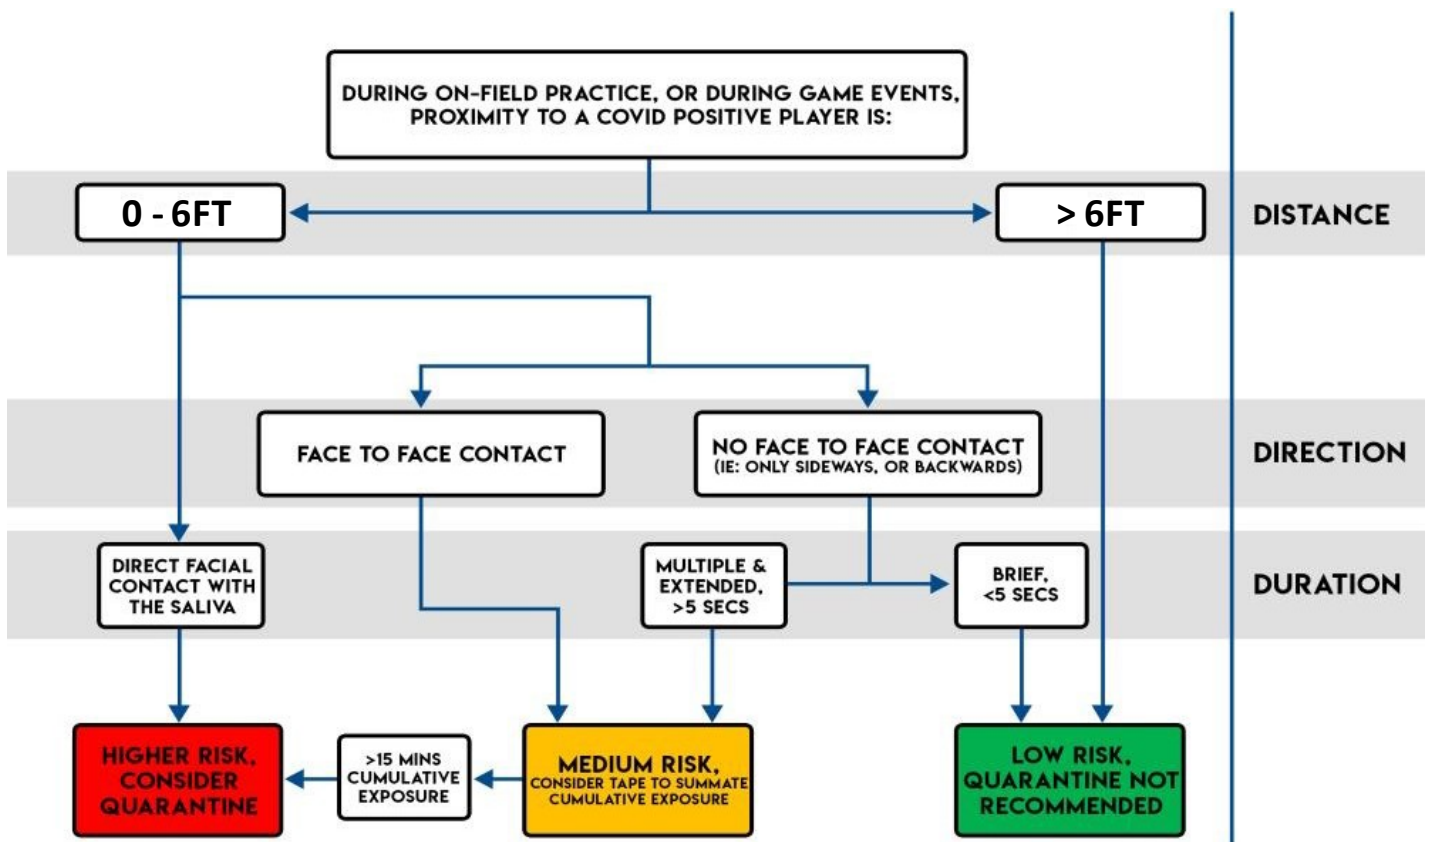 DURING ON-FIELD PRACTICE, OR DURING GAME EVENTS,
PROXIMITY TO A COVID POSITIVE PLAYER IS:
0 - 6FT
> 6FT
DISTANCE
FACE TO FACE CONTACT
NO FACE TO FACE CONTACT
(IE: ONLY SIDEWAYS, OR BACKWARDS)
DIRECTION
DIRECT FACIAL
CONTACT WITH
THE SALIVA
MULTIPLE &
EXTENDED,
>5 SECS
BRIEF,
<5 SECS
DURATION
HIGHER RISK,
CONSIDER
QUARANTINE
>15 MINS
CUMULATIVE
EXPOSURE
MEDIUM RISK,
CONSIDER TAPE TO SUMMATE
CUMULATIVE EXPOSURE
LOW RISK,
QUARANTINE NOT
RECOMMENDED